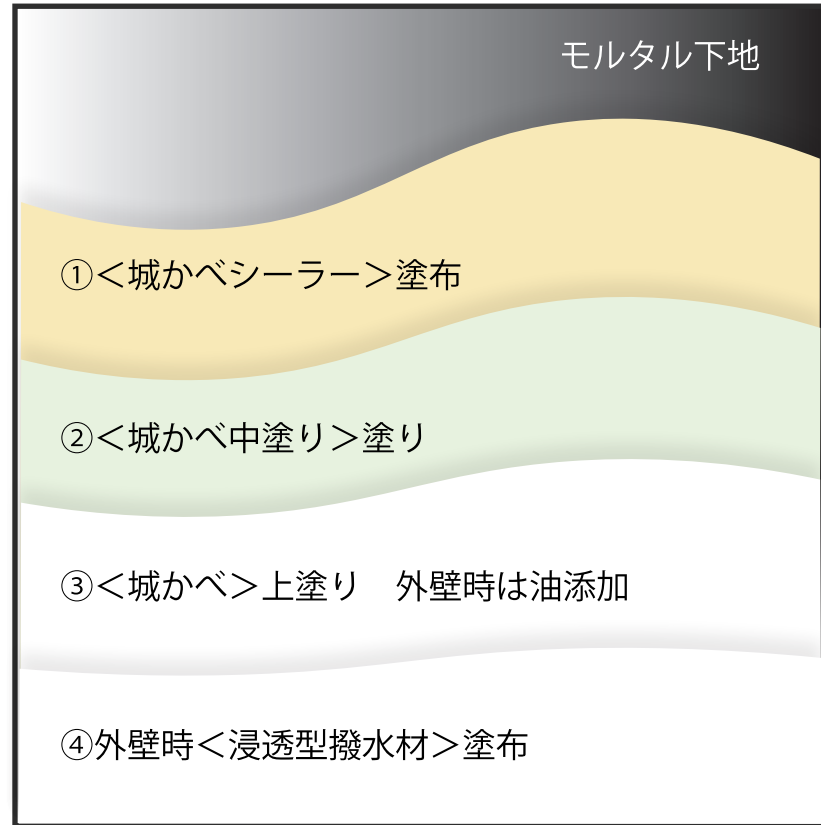 モルタル下地
①＜城かべシーラー＞塗布
②＜城かべ中塗り＞塗り
③＜城かべ＞上塗り　外壁時は油添加
④外壁時＜浸透型撥水材＞塗布